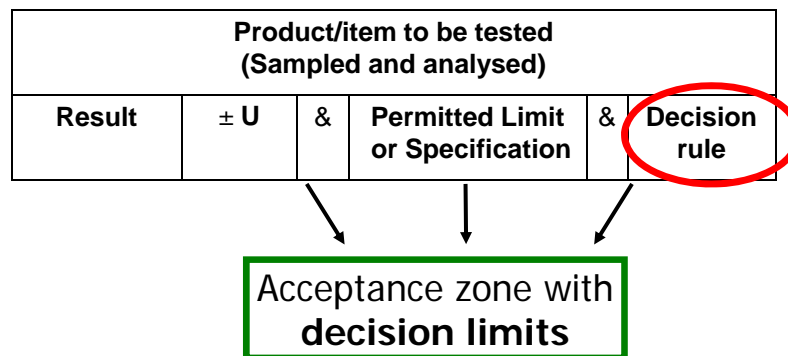 Product/item to be tested
(Sampled and analysed)
Result ± U & Permitted Limit or Specification & Decision rule
Acceptance zone with
decision limits